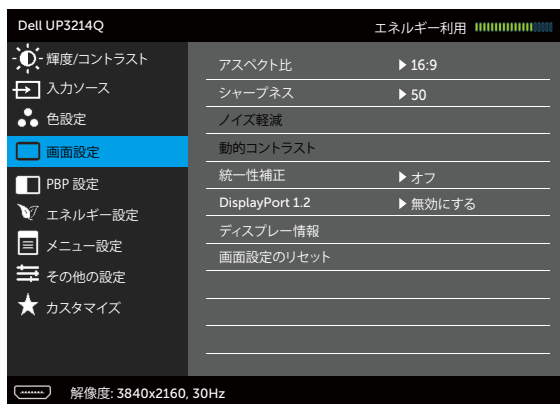 Dell UP3214Q
エネルギー利用
輝度/コントラスト
入力ソース
色設定
画面設定
PBP 設定
エネルギー設定
メニュー設定
その他の設定
カスタマイズ
アスペクト比 16:9
シャープネス 50
ノイズ軽減
動的コントラスト
統一性補正 オフ
DisplayPort 1.2 無効にする
ディスプレー情報
画面設定のリセット
解像度: 3840x2160, 30Hz